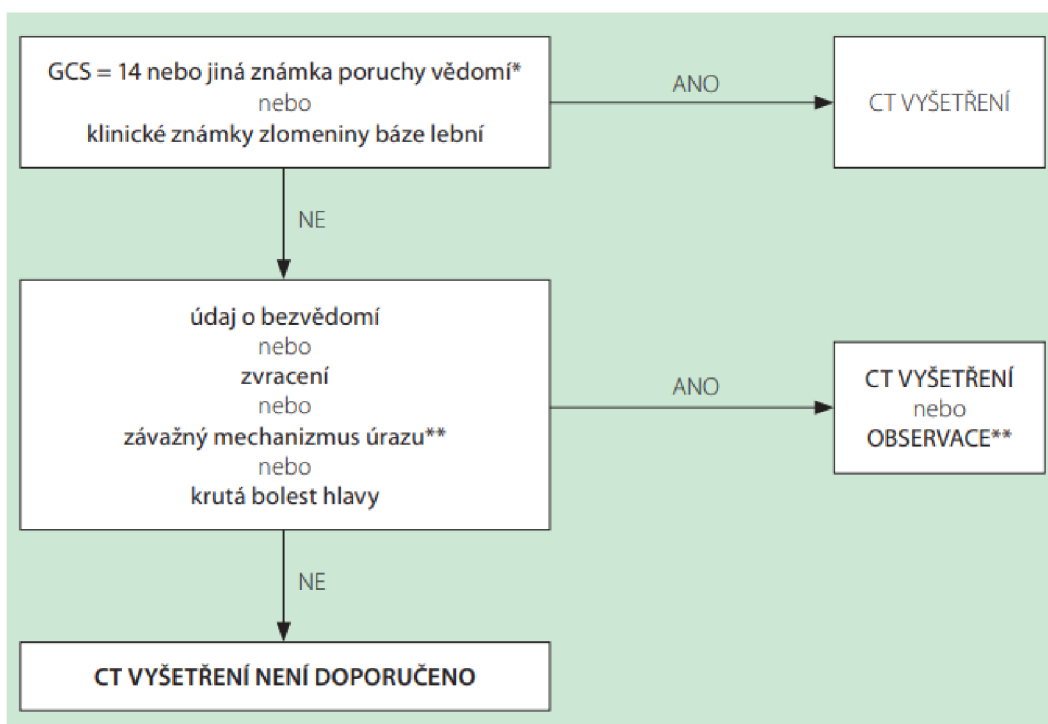 GCS = 14 nebo jiná známka poruchy vědomí*
nebo
klinické známky zlomeniny báze lební
ANO
CT VYŠETŘENÍ
NE
údaj o bezvědomí
nebo
zvracení
nebo
závažný mechanizmus úrazu**
nebo
krutá bolest hlavy
ANO
CT VYŠETŘENÍ
nebo
OBSERVACE**
NE
CT VYŠETŘENÍ NENÍ DOPORUČENO